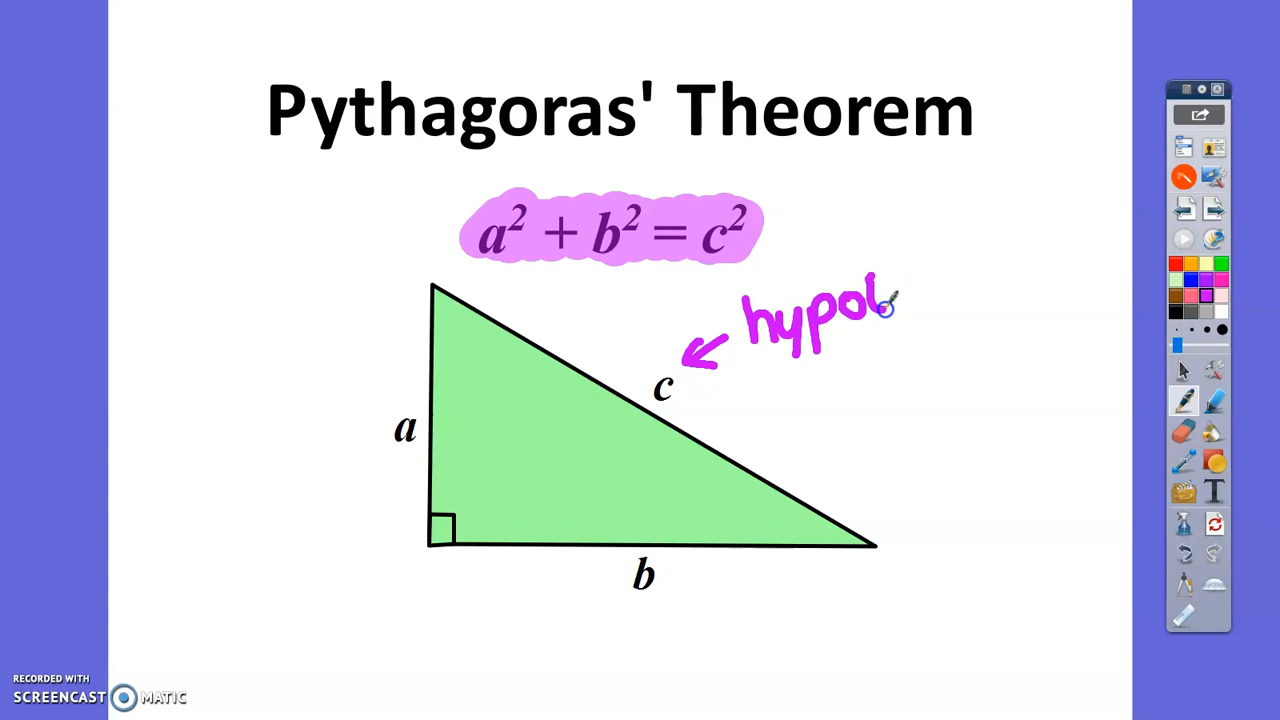 Pythagoras' Theorem
a² + b² = c²
hypot
c
a
b
T
RECORDED WITH
SCREENCAST MATIC